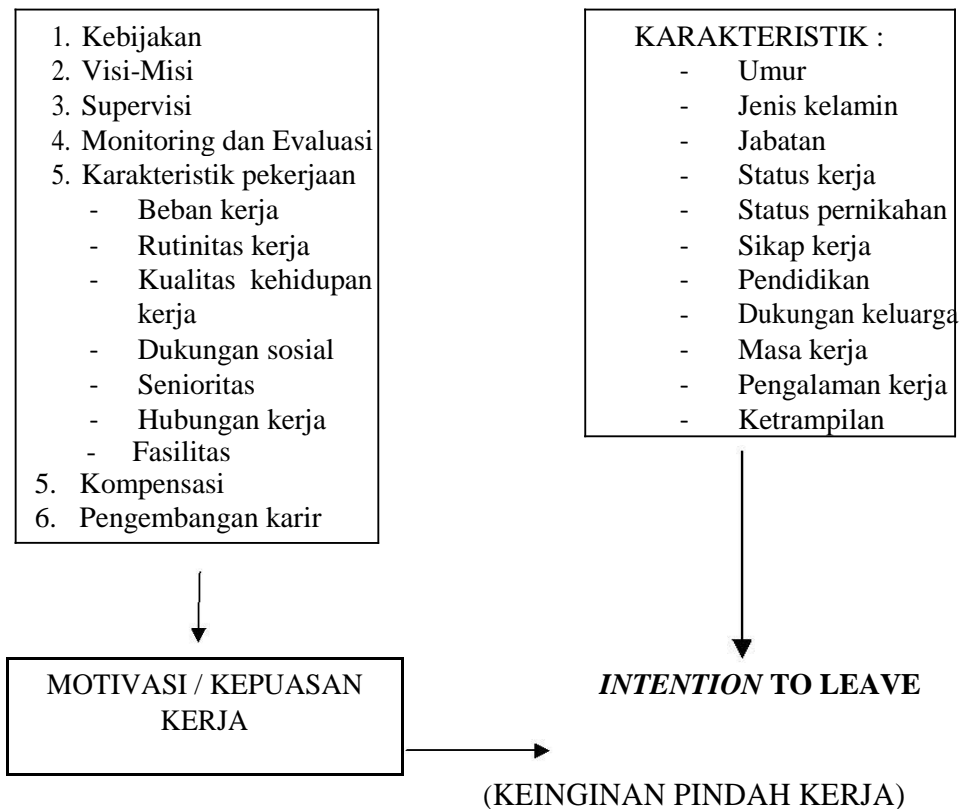 1. Kebijakan
2. Visi-Misi
3. Supervisi
4. Monitoring dan Evaluasi
5. Karakteristik pekerjaan
- Beban kerja
- Rutinitas kerja
- Kualitas kehidupan
kerja
- Dukungan sosial
- Senioritas
- Hubungan kerja
- Fasilitas
5. Kompensasi
6. Pengembangan karir
KARAKTERISTIK :
- Umur
- Jenis kelamin
- Jabatan
- Status kerja
- Status pernikahan
- Sikap kerja
- Pendidikan
- Dukungan keluarga
- Masa kerja
- Pengalaman kerja
- Ketrampilan
MOTIVASI / KEPUASAN
KERJA
INTENTION TO LEAVE
(KEINGINAN PINDAH KERJA)